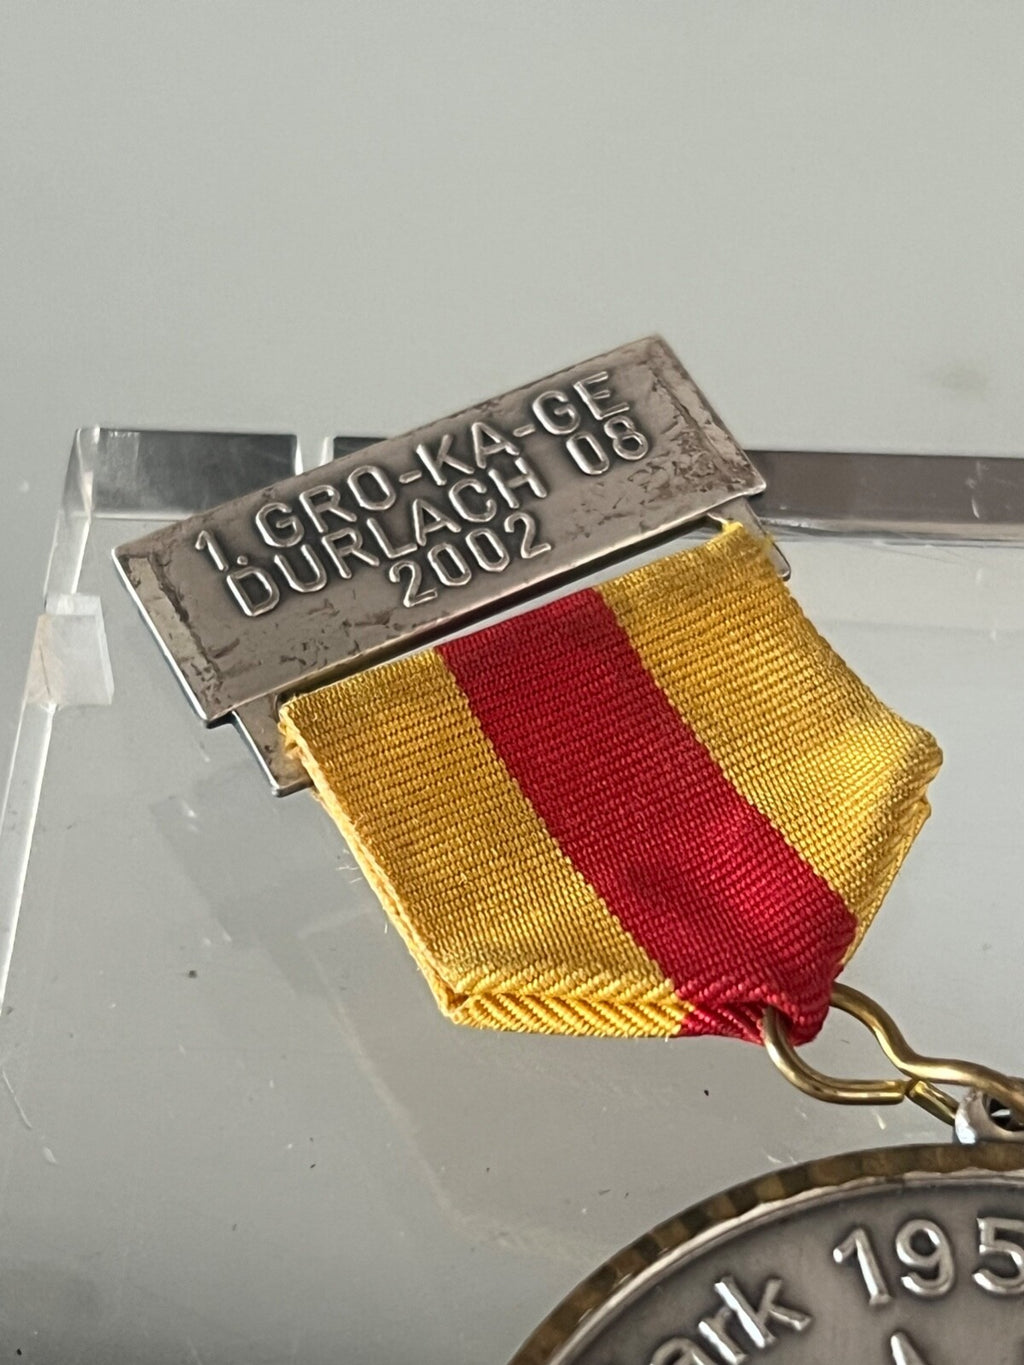 1. GRO-KA-GE
DURLACH 08
2002